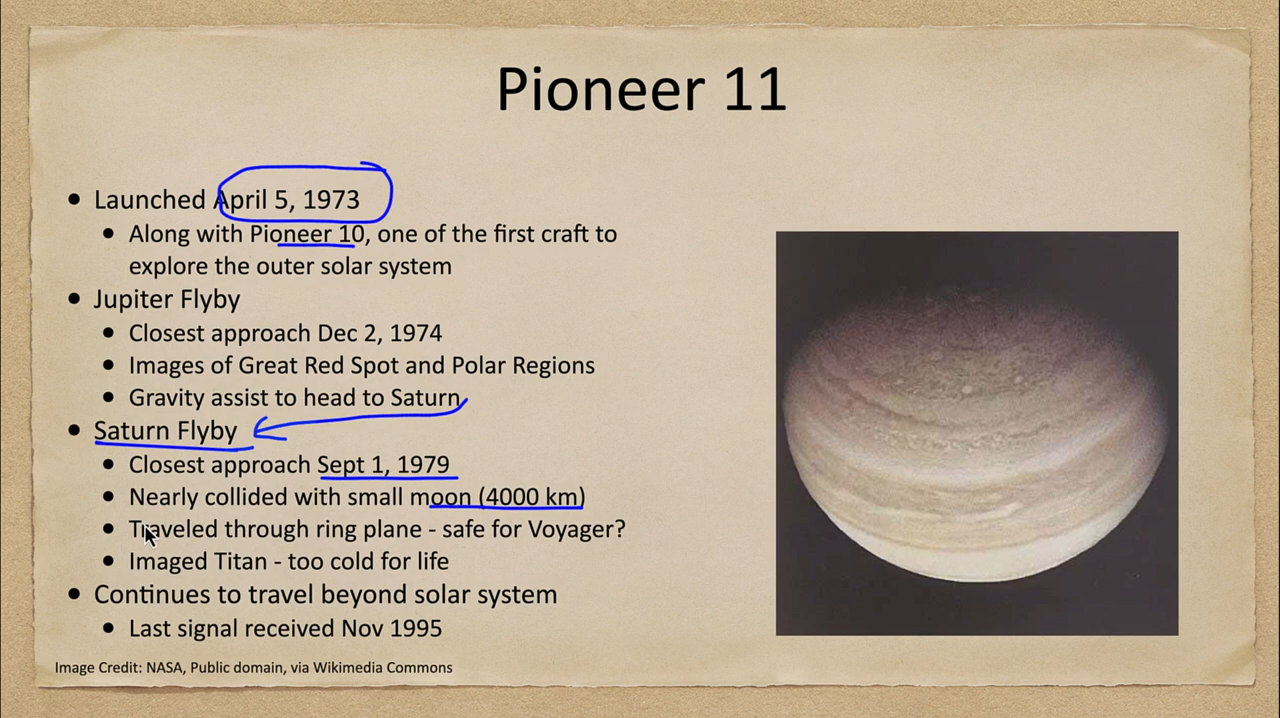 Pioneer 11
• Launched April 5, 1973
• Along with Pioneer 10, one of the first craft to
explore the outer solar system
• Jupiter Flyby
• Closest approach Dec 2, 1974
• Images of Great Red Spot and Polar Regions
• Gravity assist to head to Saturn
• Saturn Flyby
• Closest approach Sept 1, 1979
• Nearly collided with small moon (4000 km)
• Traveled through ring plane - safe for Voyager?
• Imaged Titan - too cold for life
• Continues to travel beyond solar system
• Last signal received Nov 1995
Image Credit: NASA, Public domain, via Wikimedia Commons